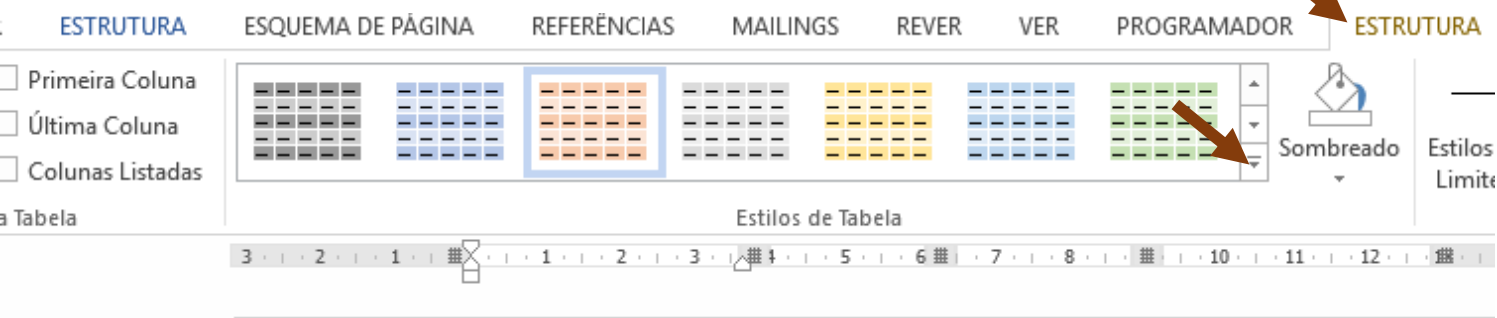 ESTRUTURA ESQUEMA DE PÁGINA REFERÊNCIAS MAILINGS REVER VER PROGRAMADOR ESTRUTURA
Primeira Coluna
Última Coluna
Colunas Listadas
Sombreado
Estilos
Limite
a Tabela
Estilos de Tabela
3 2 1 1 2 3 4 5 6 7 8 10 11 12